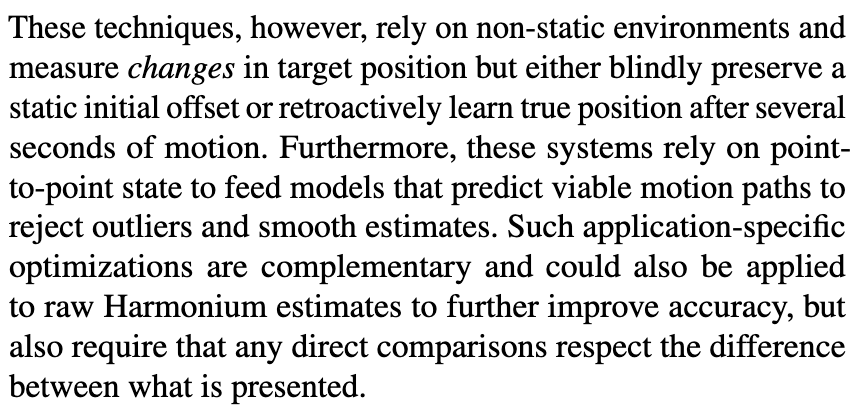 These techniques, however, rely on non-static environments and
measure changes in target position but either blindly preserve a
static initial offset or retroactively learn true position after several
seconds of motion. Furthermore, these systems rely on point-
to-point state to feed models that predict viable motion paths to
reject outliers and smooth estimates. Such application-specific
optimizations are complementary and could also be applied
to raw Harmonium estimates to further improve accuracy, but
also require that any direct comparisons respect the difference
between what is presented.